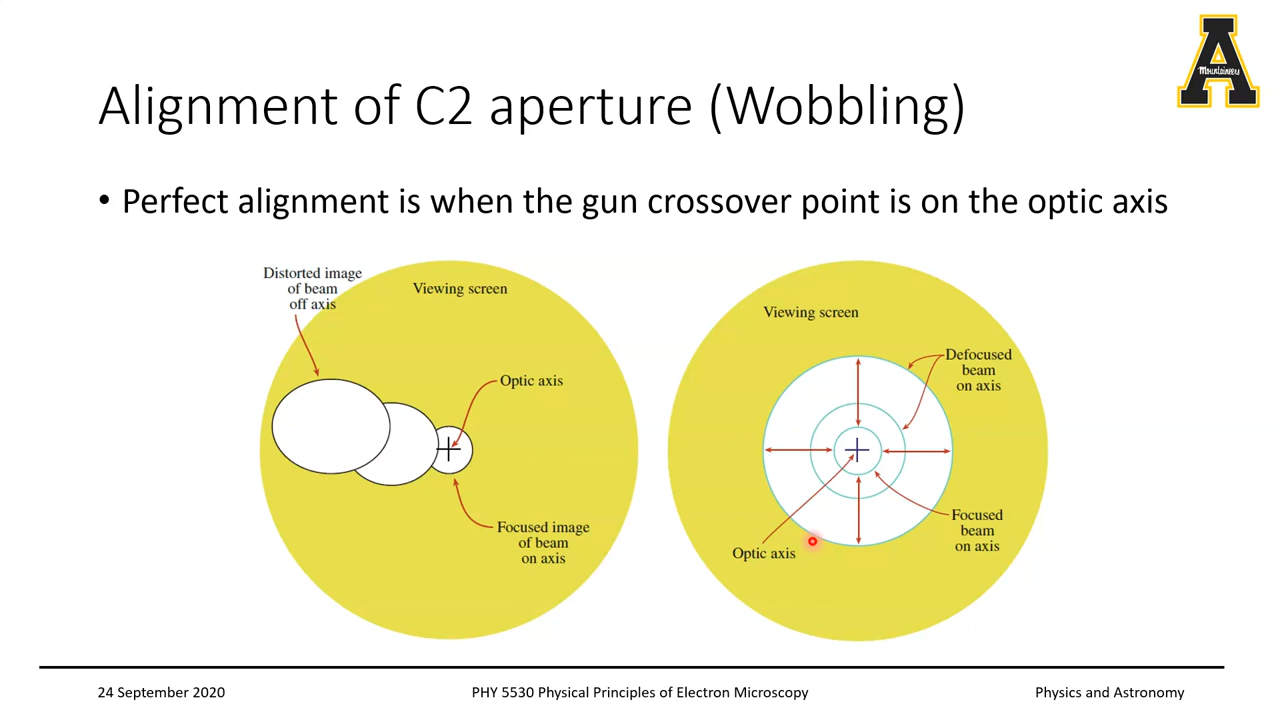 Mountaineers
Alignment of C2 aperture (Wobbling)
• Perfect alignment is when the gun crossover point is on the optic axis
Distorted image
of beam
off axis
Viewing screen
Optic axis
Focused image
of beam
on axis
Viewing screen
Defocused
beam
on axis
Focused
beam
on axis
Optic axis
24 September 2020
PHY 5530 Physical Principles of Electron Microscopy
Physics and Astronomy